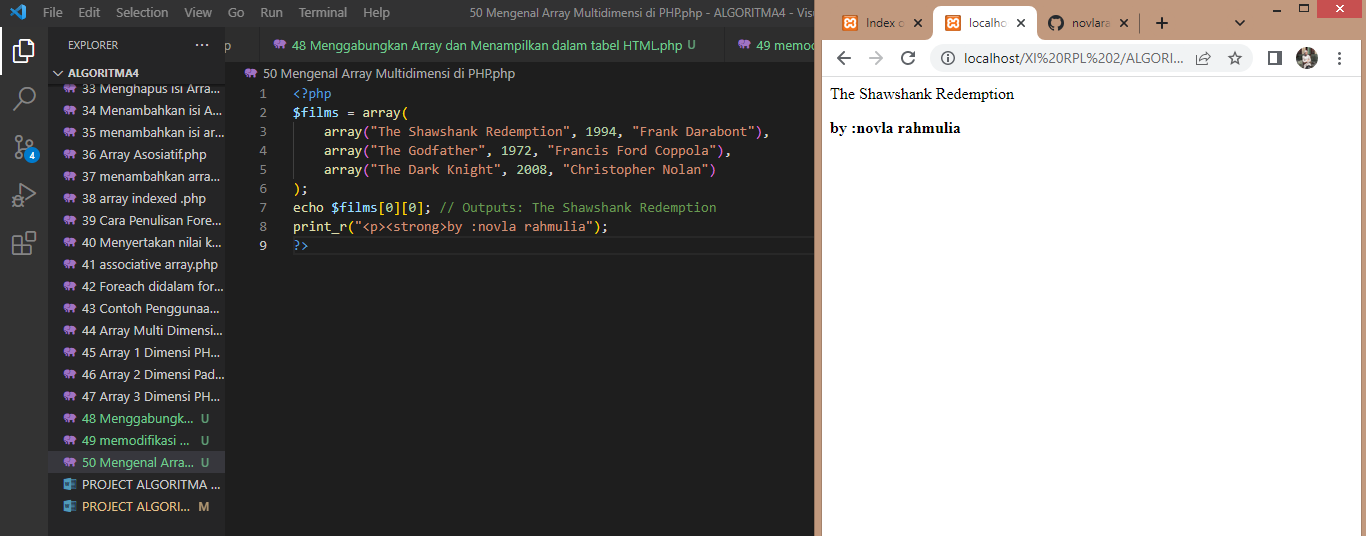 File Edit Selection View Go Run Terminal Help 50 Mengenal Array Multidimensi di PHP.php - ALGORITMA4 - Visu
EXPLORER ...
ALGORITMA4
33 Menghapus isi Arra...
34 Menambahkan isi A...
35 menambahkan isi ar...
36 Array Asosiatif.php
37 menambahkan arra...
38 array indexed .php
39 Cara Penulisan Fore...
40 Menyertakan nilai k...
41 associative array.php
42 Foreach didalam for...
43 Contoh Penggunaa...
44 Array Multi Dimensi...
45 Array 1 Dimensi PH...
46 Array 2 Dimensi Pad...
47 Array 3 Dimensi PH...
48 Menggabungk... U
49 memodifikasi ... U
50 Mengenal Arra... U
PROJECT ALGORITMA ...
PROJECT ALGORI... M
4
p 48 Menggabungkan Array dan Menampilkan dalam tabel HTML.php U 49 memod
50 Mengenal Array Multidimensi di PHP.php
1 <?php
2 $films = array(
3 array("The Shawshank Redemption", 1994, "Frank Darabont"),
4 array("The Godfather", 1972, "Francis Ford Coppola"),
5 array("The Dark Knight", 2008, "Christopher Nolan")
6 );
7 echo $films[0][0]; // Outputs: The Shawshank Redemption
8 print_r("<p><strong>by :novla rahmulia");
9 ?>
Index o localho novlara
localhost/XI%20RPL%202/ALGORI...
The Shawshank Redemption
by :novla rahmulia